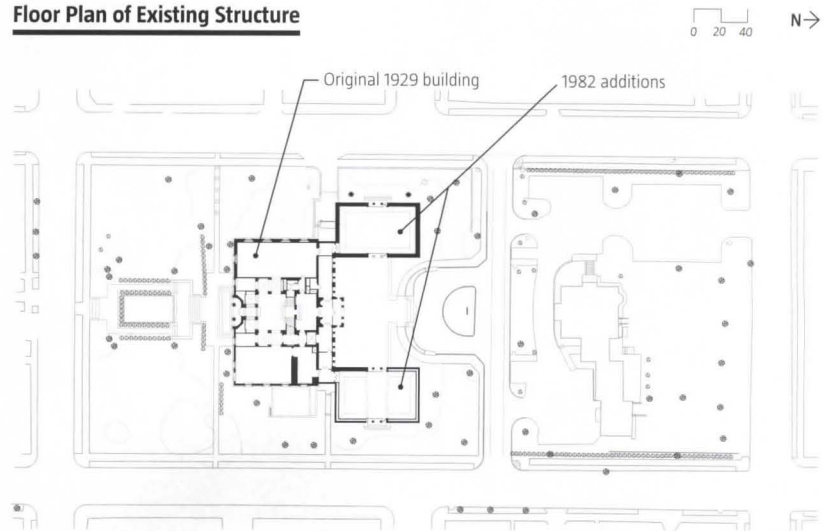 Floor Plan of Existing Structure
0 20 40
N
Original 1929 building
1982 additions